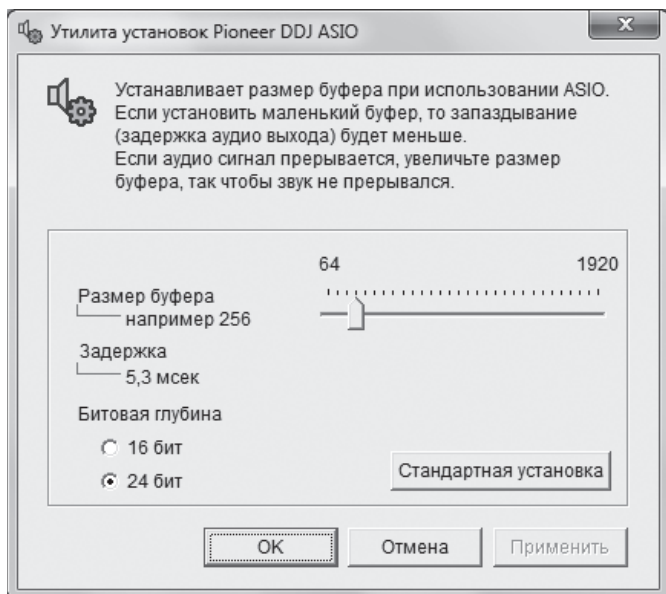 Утилита установок Pioneer DDJ ASIO
Устанавливает размер буфера при использовании ASIO.
Если установить маленький буфер, то запаздывание
(задержка аудио выхода) будет меньше.
Если аудио сигнал прерывается, увеличьте размер
буфера, так чтобы звук не прерывался.
64 1920
Размер буфера
например 256
Задержка
5,3 мсек
Битовая глубина
16 бит
24 бит
Стандартная установка
OK Отмена Применить